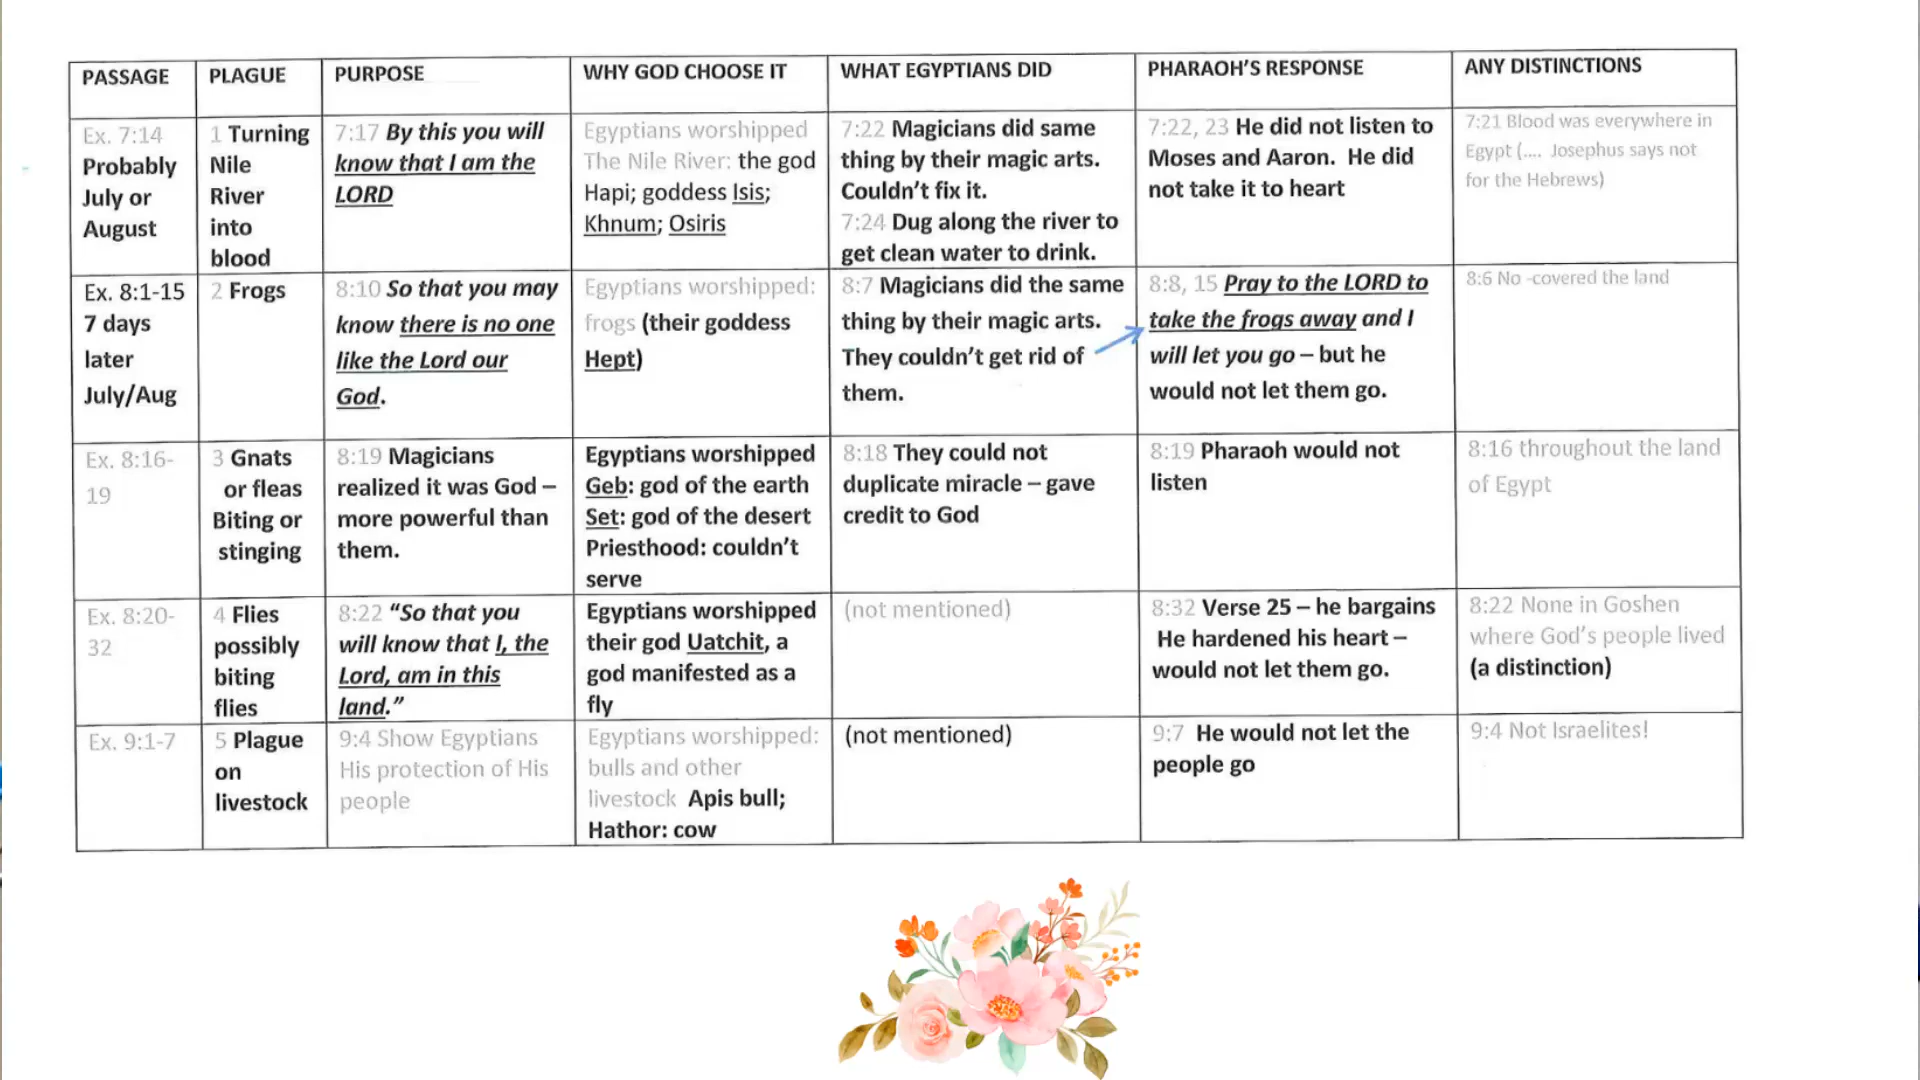 PASSAGE
PLAGUE
PURPOSE
WHY GOD CHOOSE IT
WHAT EGYPTIANS DID
PHARAOH'S RESPONSE
ANY DISTINCTIONS
Ex. 7:14
Probably
July or
August
1 Turning
Nile
River
into
blood
7:17 By this you will
know that I am the
LORD
Egyptians worshipped
The Nile River: the god
Hapi; goddess Isis;
Khnum; Osiris
7:22 Magicians did same
thing by their magic arts.
Couldn't fix it.
7:24 Dug along the river to
get clean water to drink.
7:22, 23 He did not listen to
Moses and Aaron. He did
not take it to heart
7:21 Blood was everywhere in
Egypt (.... Josephus says not
for the Hebrews)
Ex. 8:1-15
7 days
later
July/Aug
2 Frogs
8:10 So that you may
know there is no one
like the Lord our
God.
Egyptians worshipped:
frogs (their goddess
Hept)
8:7 Magicians did the same
thing by their magic arts.
They couldn't get rid of
them.
8:8, 15 Pray to the LORD to
take the frogs away and I
will let you go – but he
would not let them go.
8:6 No -covered the land
Ex. 8:16-
19
3 Gnats
or fleas
Biting or
stinging
8:19 Magicians
realized it was God –
more powerful than
them.
Egyptians worshipped
Geb: god of the earth
Set: god of the desert
Priesthood: couldn't
serve
8:18 They could not
duplicate miracle – gave
credit to God
8:19 Pharaoh would not
listen
8:16 throughout the land
of Egypt
Ex. 8:20-
32
4 Flies
possibly
biting
flies
8:22 "So that you
will know that I, the
Lord, am in this
land."
Egyptians worshipped
their god Uatchit, a
god manifested as a
fly
(not mentioned)
8:32 Verse 25 – he bargains
He hardened his heart –
would not let them go.
8:22 None in Goshen
where God's people lived
(a distinction)
Ex. 9:1-7
5 Plague
on
livestock
9:4 Show Egyptians
His protection of His
people
Egyptians worshipped:
bulls and other
livestock Apis bull;
Hathor: cow
(not mentioned)
9:7 He would not let the
people go
9:4 Not Israelites!